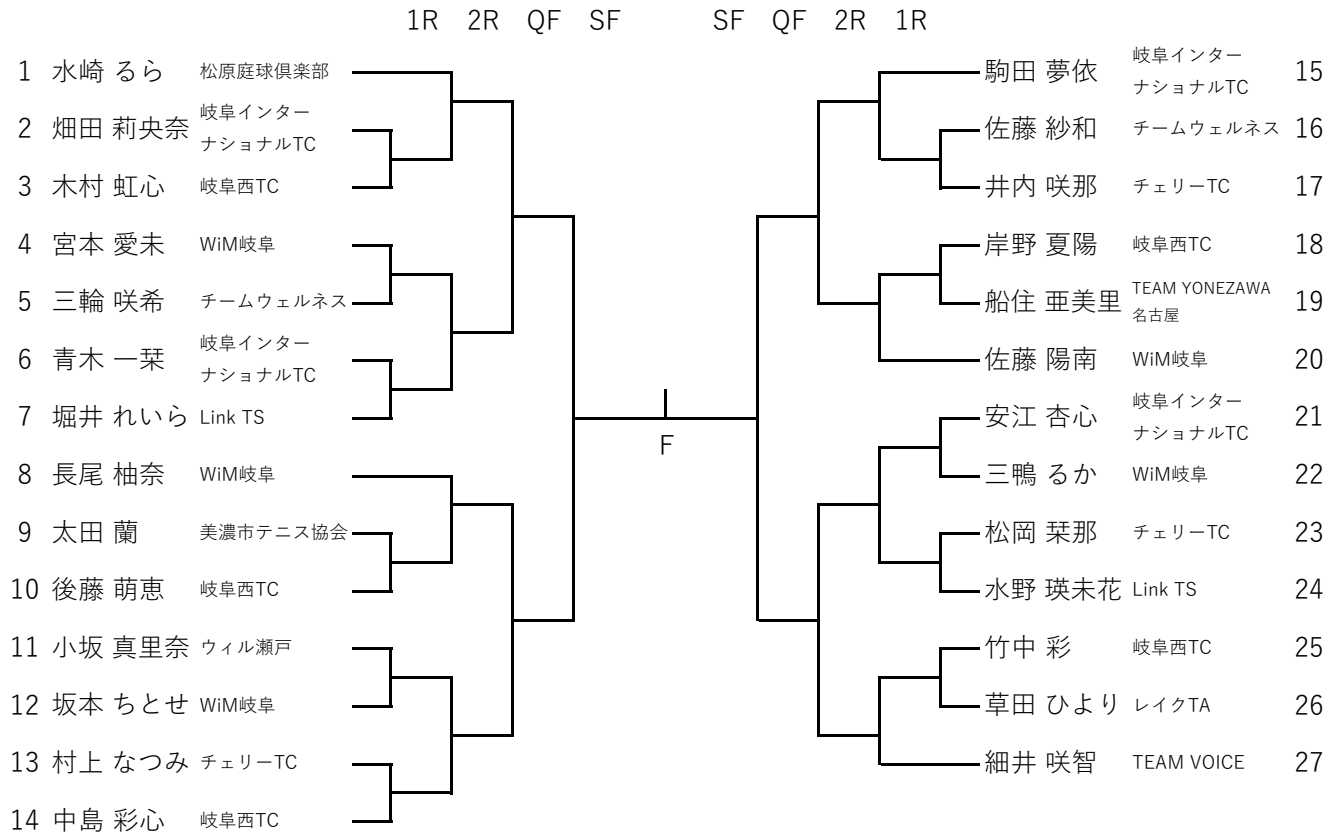 1R 2R QF SF SF QF 2R 1R
1 水崎 るら 松原庭球倶楽部
2 畑田 莉央奈 岐阜インター
ナショナルTC
3 木村 虹心 岐阜西TC
4 宮本 愛未 WiM岐阜
5 三輪 咲希 チームウェルネス
6 青木 一栞 岐阜インター
ナショナルTC
7 堀井 れいら Link TS
8 長尾 柚奈 WiM岐阜
9 太田 蘭 美濃市テニス協会
10 後藤 萌恵 岐阜西TC
11 小坂 真里奈 ウィル瀬戸
12 坂本 ちとせ WiM岐阜
13 村上 なつみ チェリーTC
14 中島 彩心 岐阜西TC
F
駒田 夢依 岐阜インター
ナショナルTC 15
佐藤 紗和 チームウェルネス 16
井内 咲那 チェリーTC 17
岸野 夏陽 岐阜西TC 18
船住 亜美里 TEAM YONEZAWA
名古屋 19
佐藤 陽南 WiM岐阜 20
安江 杏心 岐阜インター
ナショナルTC 21
三鴨 るか WiM岐阜 22
松岡 栞那 チェリーTC 23
水野 瑛未花 Link TS 24
竹中 彩 岐阜西TC 25
草田 ひより レイクTA 26
細井 咲智 TEAM VOICE 27